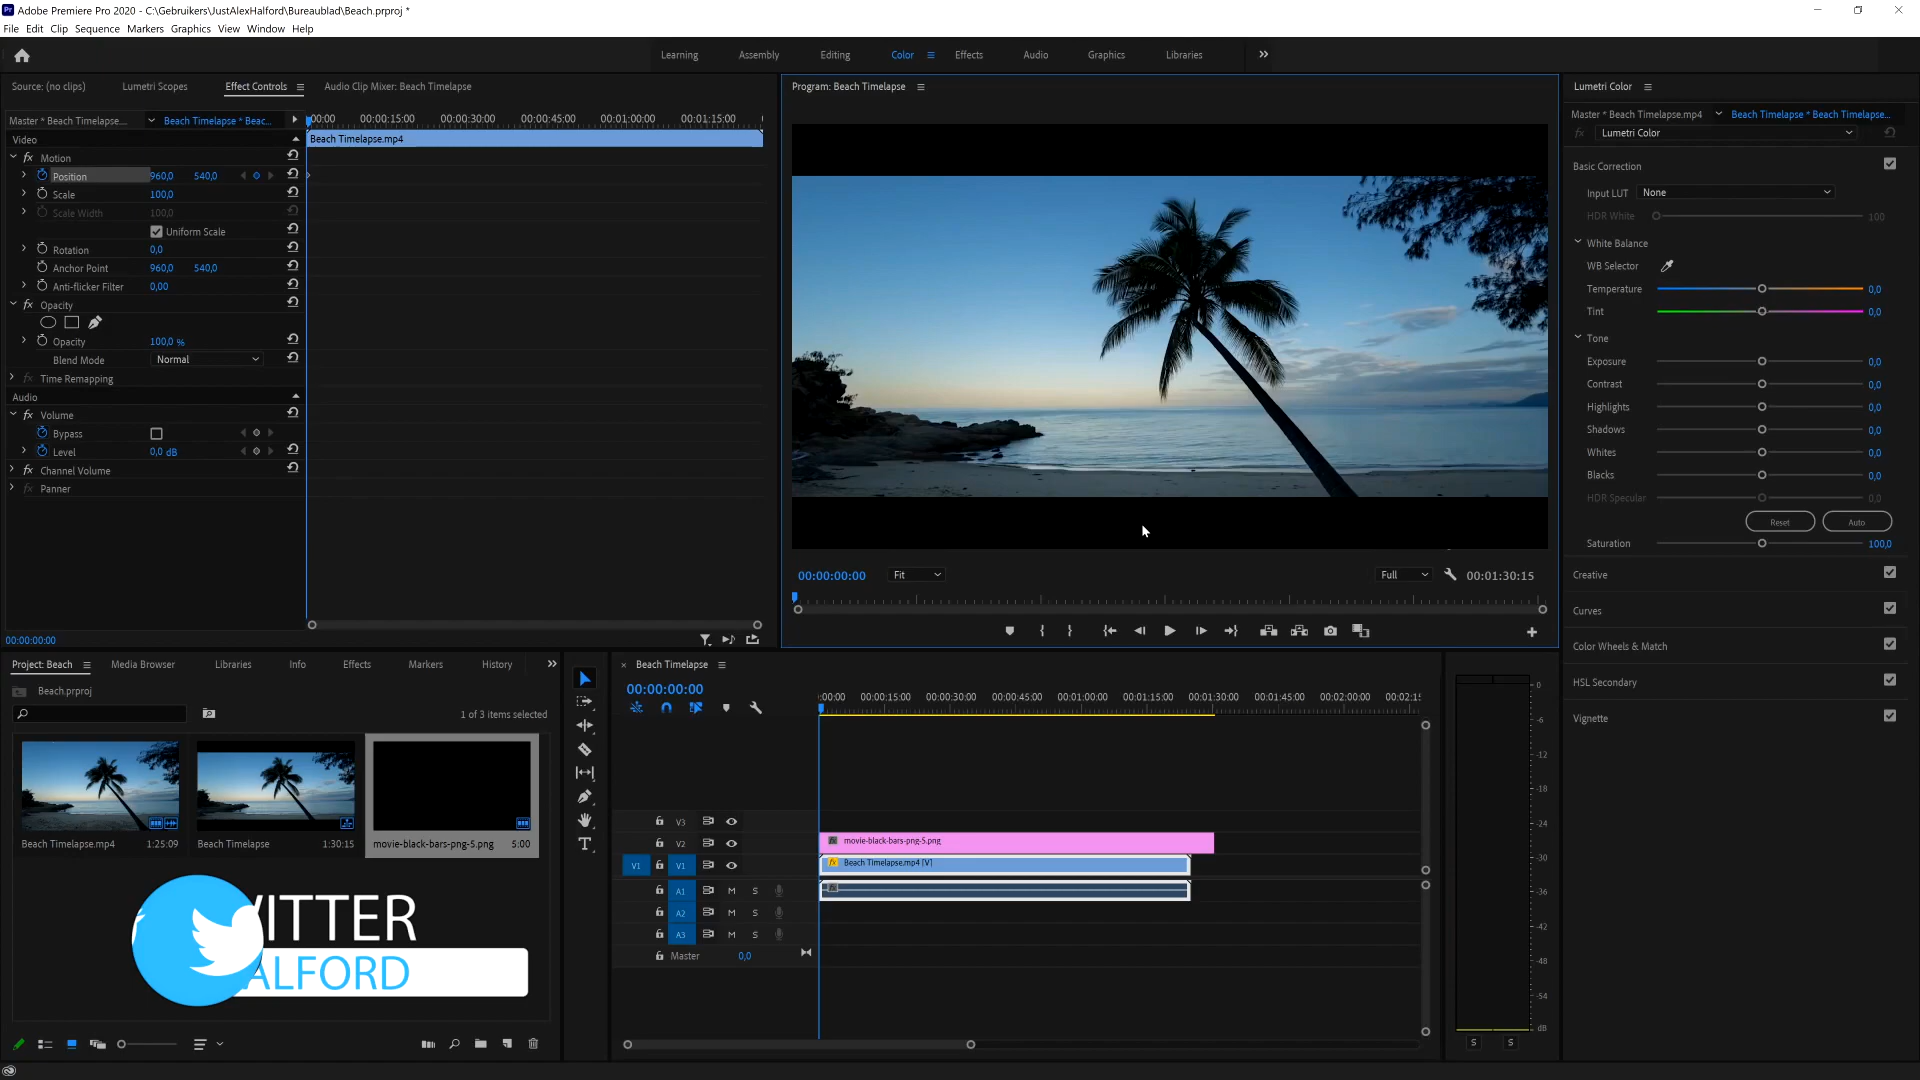 Adobe Premiere Pro 2020 - C:\Gebruikers\JustAlexHalford\Bureaublad\Beach.prproj *
File Edit Clip Sequence Markers Graphics View Window Help
Learning Assembly Editing Color Effects Audio Graphics Libraries
Source: (no clips) Lumetri Scopes Effect Controls Audio Clip Mixer: Beach Timelapse
Master * Beach Timelapse.... Beach Timelapse * Beac...
:00:00 00:00:15:00 00:00:30:00 00:00:45:00 00:01:00:00 00:01:15:00
Video
Beach Timelapse.mp4
fx Motion
Position 960,0 540,0
Scale 100,0
Scale Width 100,0
Uniform Scale
Rotation 0,0
Anchor Point 960,0 540,0
Anti-flicker Filter 0,00
fx Opacity
Opacity 100,0 %
Blend Mode Normal
fx Time Remapping
Audio
fx Volume
Bypass
Level 0,0 dB
fx Channel Volume
fx Panner
00:00:00:00
Program: Beach Timelapse
00:00:00:00 Fit Full 00:01:30:15
Lumetri Color
Master * Beach Timelapse.mp4 Beach Timelapse * Beach Timelapse...
fx Lumetri Color
Basic Correction
Input LUT None
HDR White 100
White Balance
WB Selector
Temperature 0,0
Tint 0,0
Tone
Exposure 0,0
Contrast 0,0
Highlights 0,0
Shadows 0,0
Whites 0,0
Blacks 0,0
HDR Specular 0,0
Reset Auto
Saturation 100,0
Creative
Curves
Color Wheels & Match
HSL Secondary
Vignette
Project: Beach Media Browser Libraries Info Effects Markers History
Beach.prproj
1 of 3 items selected
Beach Timelapse.mp4 1:25:09
Beach Timelapse 1:30:15
movie-black-bars-png-5.png 5:00
ITTER
ALFORD
Beach Timelapse
00:00:00:00
:00:00 00:00:15:00 00:00:30:00 00:00:45:00 00:01:00:00 00:01:15:00 00:01:30:00 00:01:45:00 00:02:00:00 00:02:15
V3
V2 movie-black-bars-png-5.png
V1 V1 fx Beach Timelapse.mp4 [V]
A1 M S
A2 M S
A3 M S
Master 0,0
0
-6
-12
-18
-24
-30
-36
-42
-48
-54
dB
S S